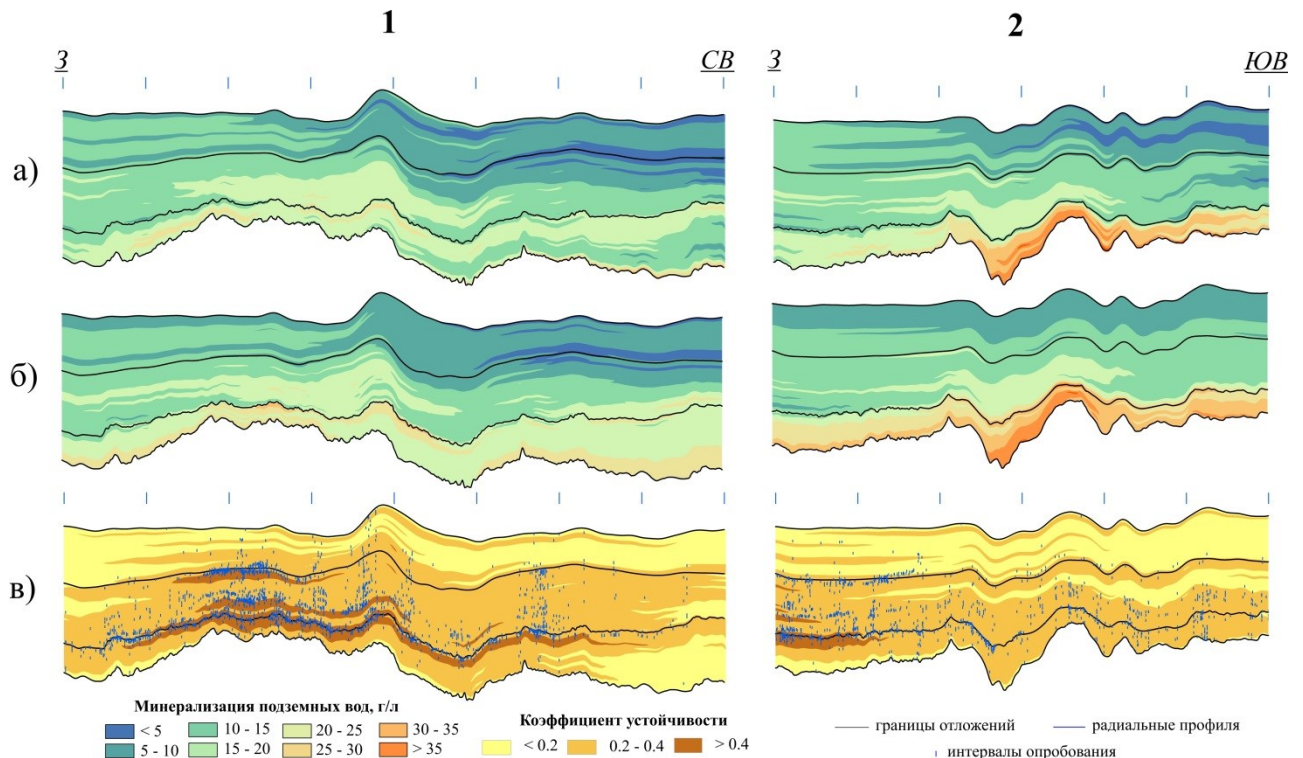 1
2
З
СВ
З
ЮВ
а)
б)
в)
Минерализация подземных вод, г/л
< 5
10 - 15
20 - 25
30 - 35
5 - 10
15 - 20
25 - 30
> 35
Коэффициент устойчивости
< 0.2
0.2 - 0.4
> 0.4
границы отложений
радиальные профиля
интервалы опробования